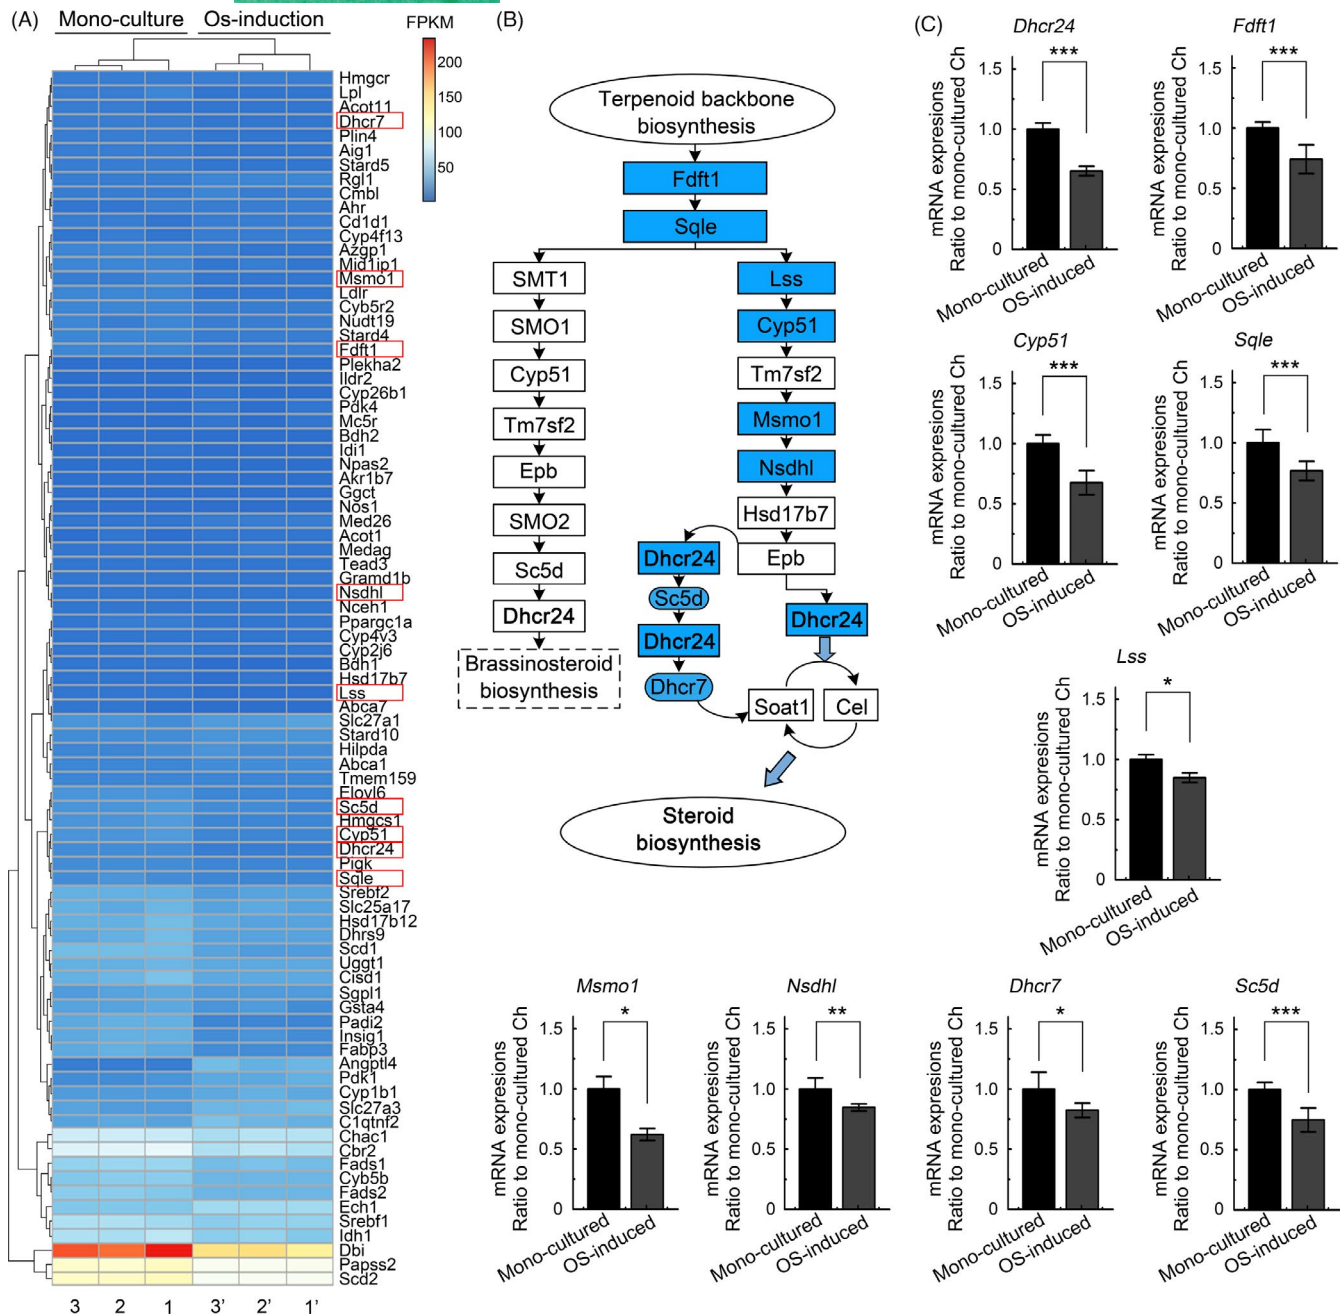 (A)
Mono-culture
Os-induction
FPKM
200
150
100
50
Hmgcr
Lpl
Acot11
Dhcr7
Plin4
Aig1
Stard5
Rgl1
Cmbl
Ahr
Cd1d1
Cyp4f13
Azgp1
Mid1ip1
Msmo1
Ldlr
Cyb5r2
Nudt19
Stard4
Fdft1
Plekha2
Ildr2
Cyp26b1
Pdk4
Mc5r
Bdh2
Idi1
Npas2
Akr1b7
Ggct
Nos1
Med26
Acot1
Medag
Tead3
Gramd1b
Nsdhl
Nceh1
Ppargc1a
Cyp4v3
Cyp2j6
Bdh1
Hsd17b7
Lss
Abca7
Slc27a1
Stard10
Hilpda
Abca1
Tmem159
Elovl6
Sc5d
Hmgcs1
Cyp51
Dhcr24
Pigk
Sqle
Srebf2
Slc25a17
Hsd17b12
Dhrs9
Scd1
Uggt1
Cisd1
Sgpl1
Gsta4
Padi2
Insig1
Fabp3
Angptl4
Pdk1
Cyp1b1
Slc27a3
C1qtnf2
Chac1
Cbr2
Fads1
Cyb5b
Fads2
Ech1
Srebf1
Idh1
Dbi
Papss2
Scd2
3 2 1 3' 2' 1'
(B)
Terpenoid backbone
biosynthesis
Fdft1
Sqle
SMT1
SMO1
Cyp51
Tm7sf2
Epb
SMO2
Sc5d
Dhcr24
Brassinosteroid
biosynthesis
Lss
Cyp51
Tm7sf2
Msmo1
Nsdhl
Hsd17b7
Epb
Dhcr24
Sc5d
Dhcr24
Dhcr7
Dhcr24
Soat1
Cel
Steroid
biosynthesis
(C)
Dhcr24
***
mRNA expresions
Ratio to mono-cultured Ch
1.5
1.0
0.5
0
Mono-cultured
OS-induced
Fdft1
***
mRNA expresions
Ratio to mono-cultured Ch
1.5
1.0
0.5
0
Mono-cultured
OS-induced
Cyp51
***
mRNA expresions
Ratio to mono-cultured Ch
1.5
1.0
0.5
0
Mono-cultured
OS-induced
Sqle
***
mRNA expresions
Ratio to mono-cultured Ch
1.5
1.0
0.5
0
Mono-cultured
OS-induced
Lss
*
mRNA expresions
Ratio to mono-cultured Ch
1.5
1.0
0.5
0
Mono-cultured
OS-induced
Msmo1
*
mRNA expresions
Ratio to mono-cultured Ch
1.5
1.0
0.5
0
Mono-cultured
OS-induced
Nsdhl
**
mRNA expresions
Ratio to mono-cultured Ch
1.5
1.0
0.5
0
Mono-cultured
OS-induced
Dhcr7
*
mRNA expresions
Ratio to mono-cultured Ch
1.5
1.0
0.5
0
Mono-cultured
OS-induced
Sc5d
***
mRNA expresions
Ratio to mono-cultured Ch
1.5
1.0
0.5
0
Mono-cultured
OS-induced